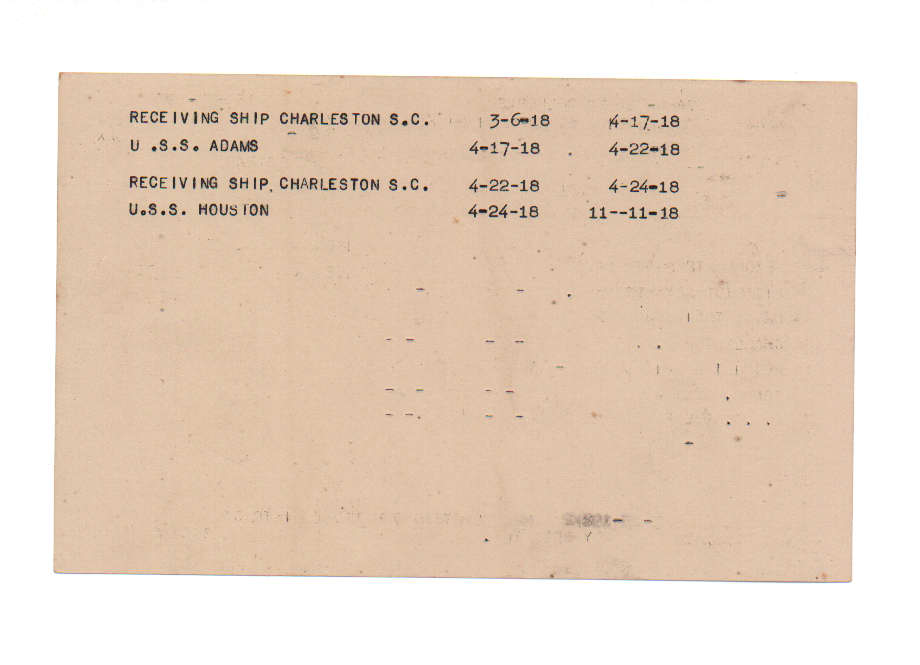 RECEIVING SHIP CHARLESTON S.C. 3-6-18 4-17-18
U .S.S. ADAMS 4-17-18 4-22-18
RECEIVING SHIP CHARLESTON S.C. 4-22-18 4-24-18
U.S.S. HOUSTON 4-24-18 11--11-18